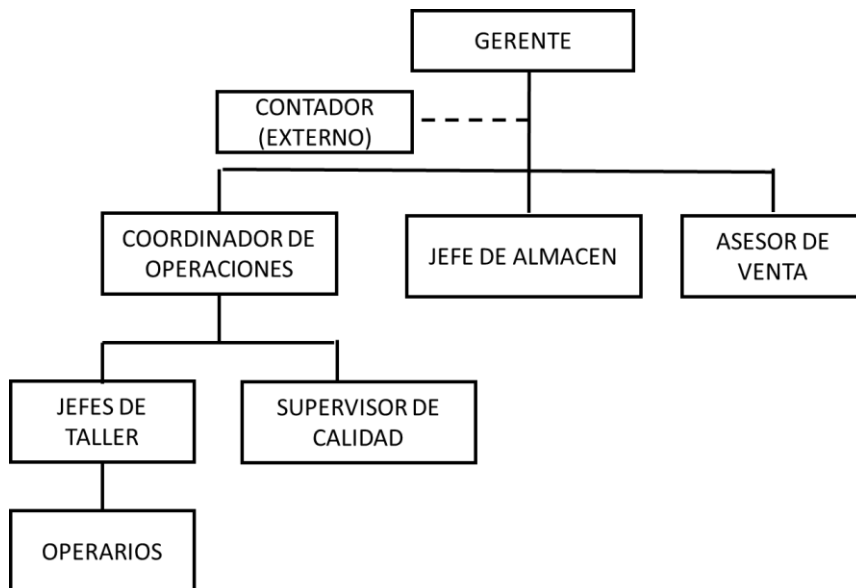 GERENTE
CONTADOR
(EXTERNO)
COORDINADOR DE
OPERACIONES
JEFE DE ALMACEN
ASESOR DE
VENTA
JEFES DE
TALLER
SUPERVISOR DE
CALIDAD
OPERARIOS